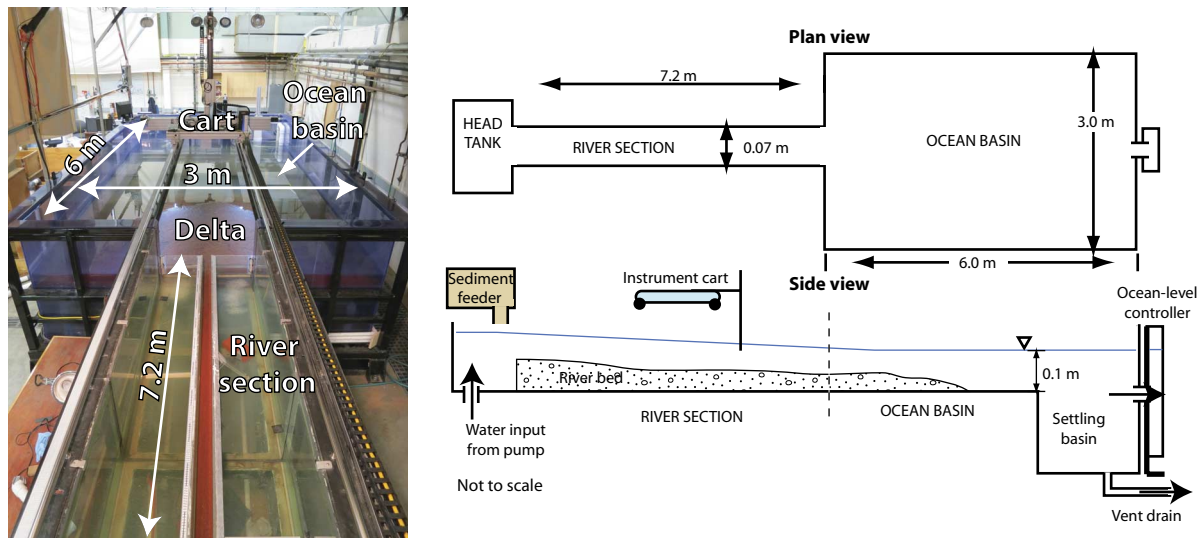 Ocean
basin
Cart
6 m
3 m
Delta
7.2 m
River
section
Plan view
7.2 m
HEAD
TANK
RIVER SECTION
0.07 m
OCEAN BASIN
3.0 m
6.0 m
Side view
Sediment
feeder
Instrument cart
Ocean-level
controller
River bed
0.1 m
RIVER SECTION
OCEAN BASIN
Settling
basin
Water input
from pump
Not to scale
Vent drain